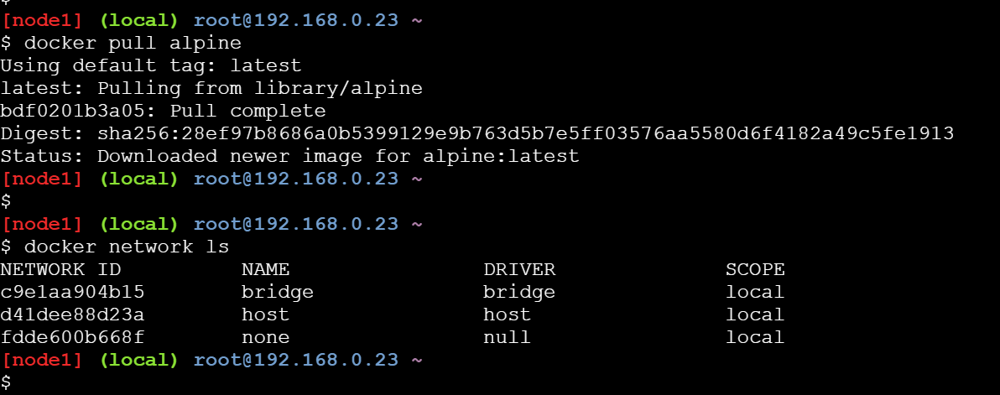 $
[node1] (local) root@192.168.0.23 ~
$ docker pull alpine
Using default tag: latest
latest: Pulling from library/alpine
bdf0201b3a05: Pull complete
Digest: sha256:28ef97b8686a0b5399129e9b763d5b7e5ff03576aa5580d6f4182a49c5fe1913
Status: Downloaded newer image for alpine:latest
[node1] (local) root@192.168.0.23 ~
$
[node1] (local) root@192.168.0.23 ~
$ docker network ls
NETWORK ID NAME DRIVER SCOPE
c9e1aa904b15 bridge bridge local
d41dee88d23a host host local
fdde600b668f none null local
[node1] (local) root@192.168.0.23 ~
$